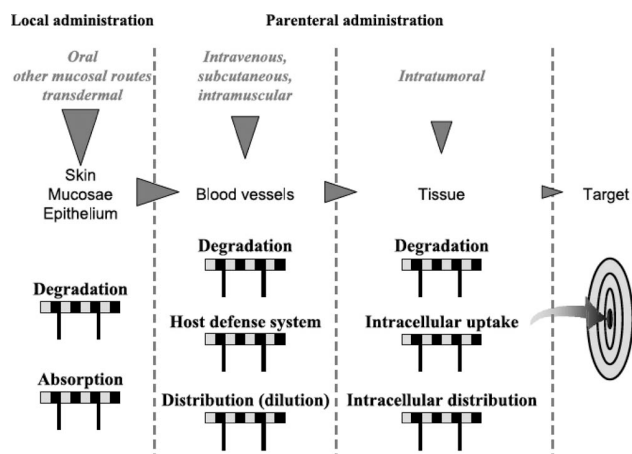 Local administration
Parenteral administration
Oral
other mucosal routes
transdermal
Intravenous,
subcutaneous,
intramuscular
Intratumoral
Skin
Mucosae
Epithelium
Blood vessels
Tissue
Target
Degradation
Absorption
Degradation
Host defense system
Distribution (dilution)
Degradation
Intracellular uptake
Intracellular distribution